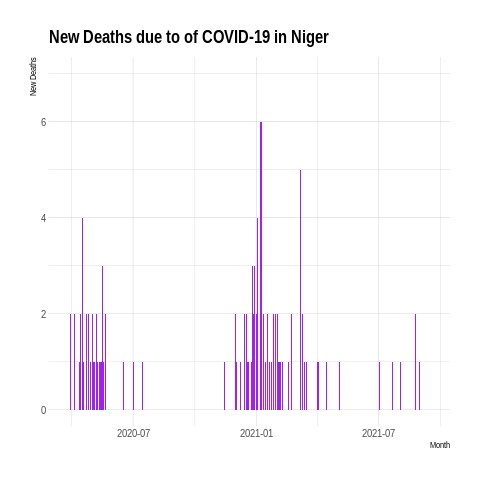 New Deaths due to of COVID-19 in Niger
New Deaths
6
4
2
0
2020-07
2021-01
2021-07
Month